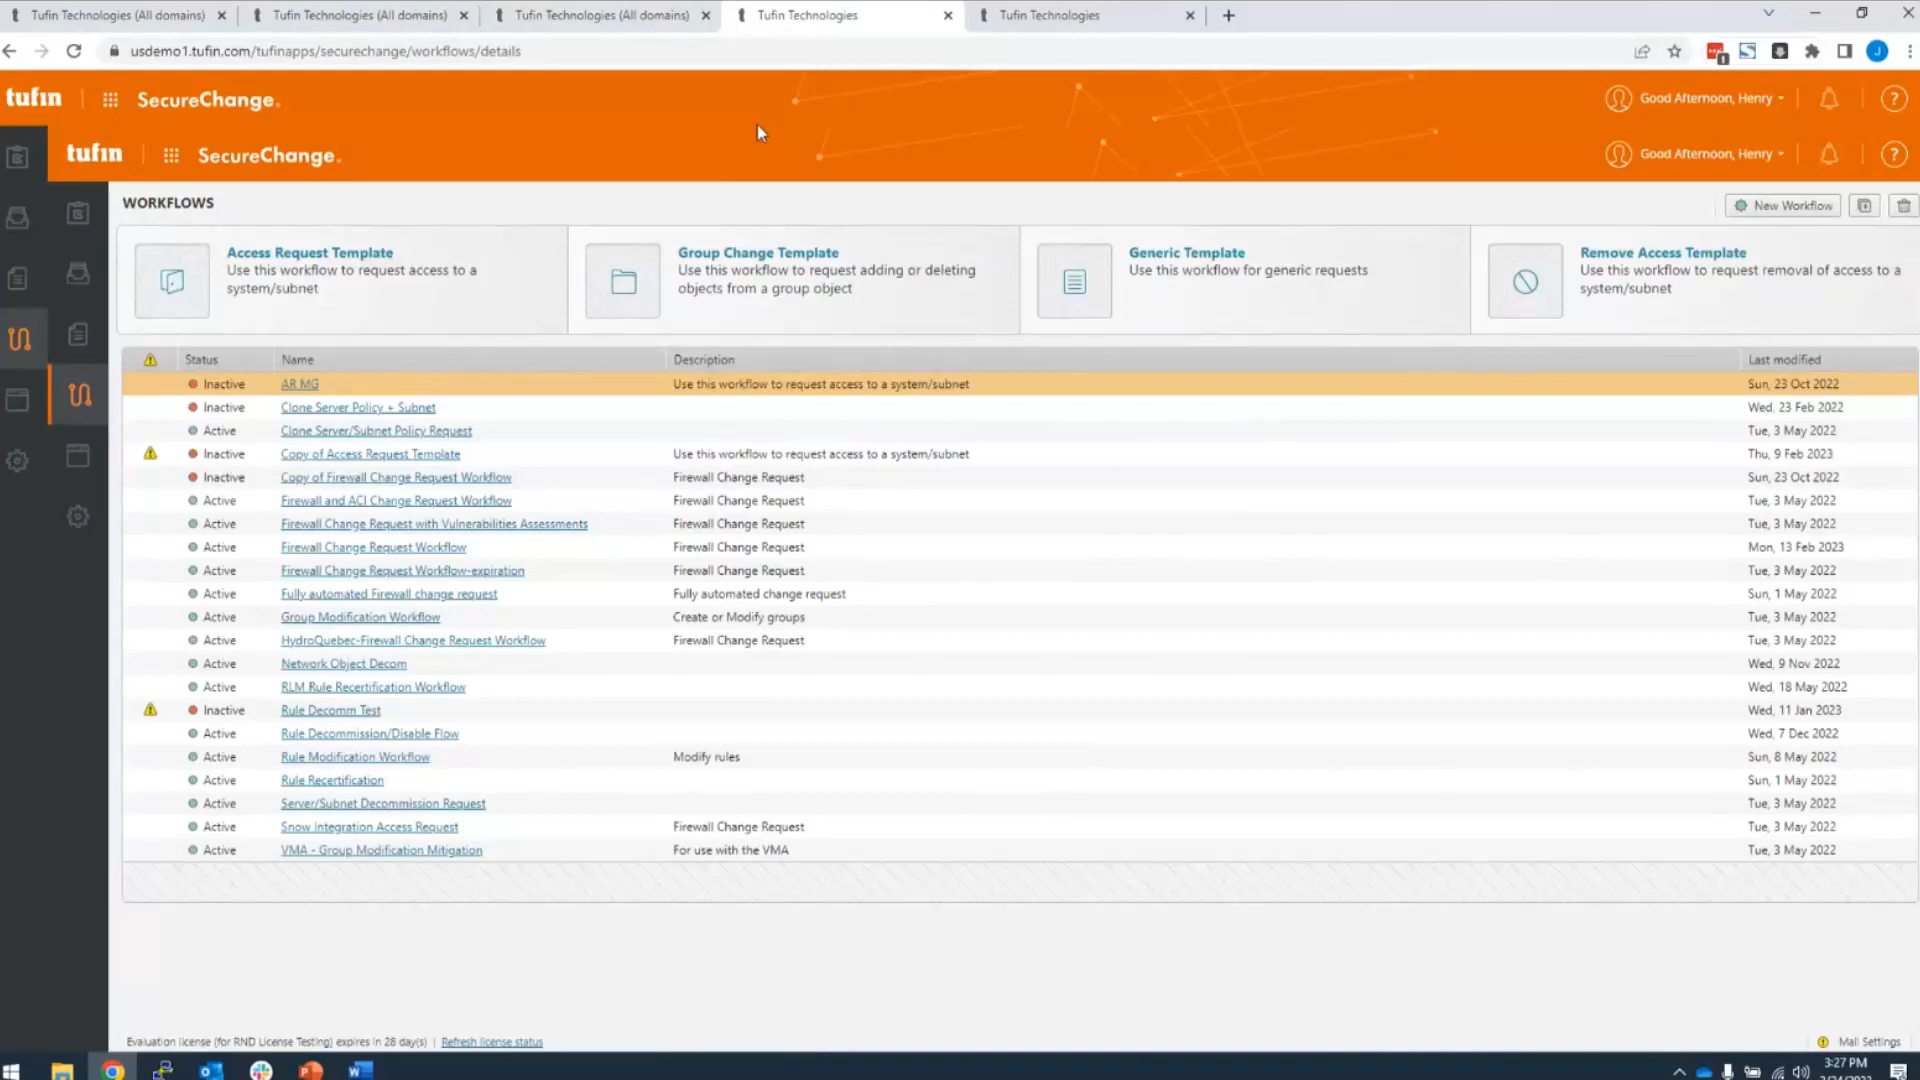 Tufin Technologies (All domains)
Tufin Technologies (All domains)
Tufin Technologies (All domains)
Tufin Technologies
Tufin Technologies
usdemo1.tufin.com/tufinapps/securechange/workflows/details
tufin SecureChange.
Good Afternoon, Henry
tufin SecureChange.
Good Afternoon, Henry
WORKFLOWS
New Workflow
Access Request Template
Use this workflow to request access to a
system/subnet
Group Change Template
Use this workflow to request adding or deleting
objects from a group object
Generic Template
Use this workflow for generic requests
Remove Access Template
Use this workflow to request removal of access to a
system/subnet
Status Name Description Last modified
Inactive AR MG Use this workflow to request access to a system/subnet Sun, 23 Oct 2022
Inactive Clone Server Policy + Subnet Wed, 23 Feb 2022
Active Clone Server/Subnet Policy Request Tue, 3 May 2022
Inactive Copy of Access Request Template Use this workflow to request access to a system/subnet Thu, 9 Feb 2023
Inactive Copy of Firewall Change Request Workflow Firewall Change Request Sun, 23 Oct 2022
Active Firewall and ACI Change Request Workflow Firewall Change Request Tue, 3 May 2022
Active Firewall Change Request with Vulnerabilities Assessments Firewall Change Request Tue, 3 May 2022
Active Firewall Change Request Workflow Firewall Change Request Mon, 13 Feb 2023
Active Firewall Change Request Workflow-expiration Firewall Change Request Tue, 3 May 2022
Active Fully automated Firewall change request Fully automated change request Sun, 1 May 2022
Active Group Modification Workflow Create or Modify groups Tue, 3 May 2022
Active HydroQuebec-Firewall Change Request Workflow Firewall Change Request Tue, 3 May 2022
Active Network Object Decom Wed, 9 Nov 2022
Active RLM Rule Recertification Workflow Wed, 18 May 2022
Inactive Rule Decomm Test Wed, 11 Jan 2023
Active Rule Decommission/Disable Flow Wed, 7 Dec 2022
Active Rule Modification Workflow Modify rules Sun, 8 May 2022
Active Rule Recertification Sun, 1 May 2022
Active Server/Subnet Decommission Request Tue, 3 May 2022
Active Snow Integration Access Request Firewall Change Request Tue, 3 May 2022
Active VMA - Group Modification Mitigation For use with the VMA Tue, 3 May 2022
Evaluation license (for RND License Testing) expires in 28 day(s) | Refresh license status
Mail Settings
3:27 PM